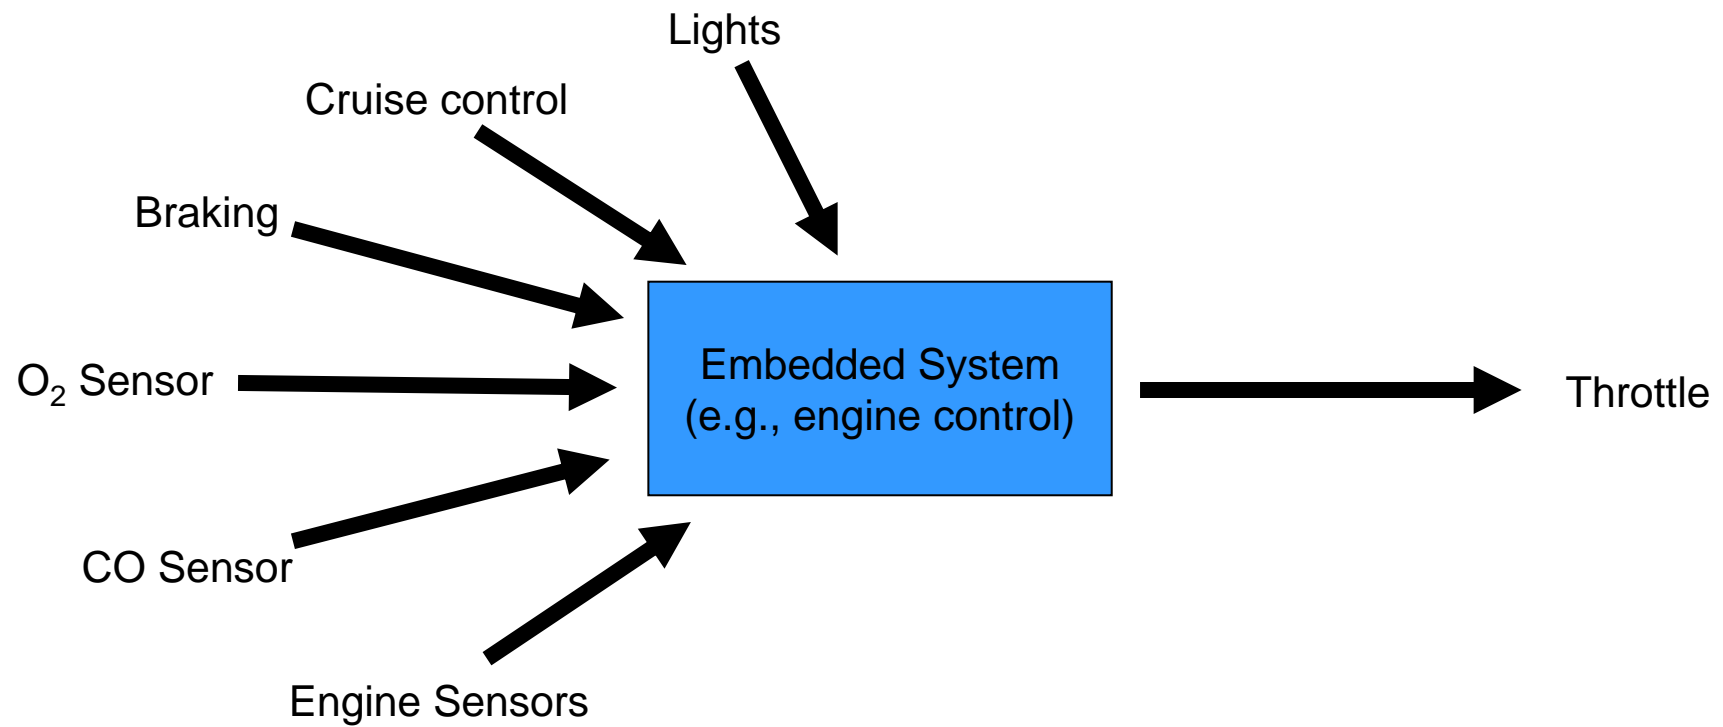 Lights
Cruise control
Braking
O₂ Sensor
Embedded System
(e.g., engine control)
Throttle
CO Sensor
Engine Sensors